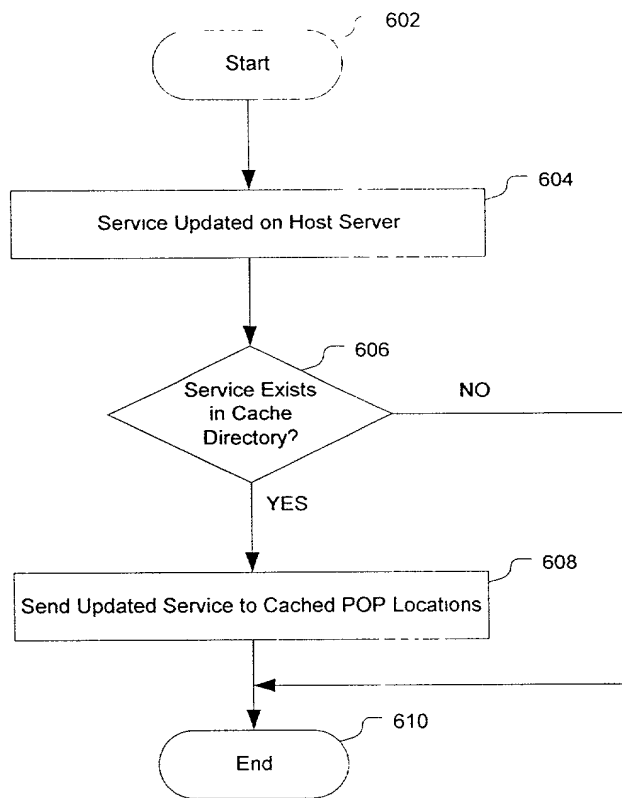 602
Start
604
Service Updated on Host Server
606
Service Exists
in Cache
Directory?
NO
YES
608
Send Updated Service to Cached POP Locations
610
End